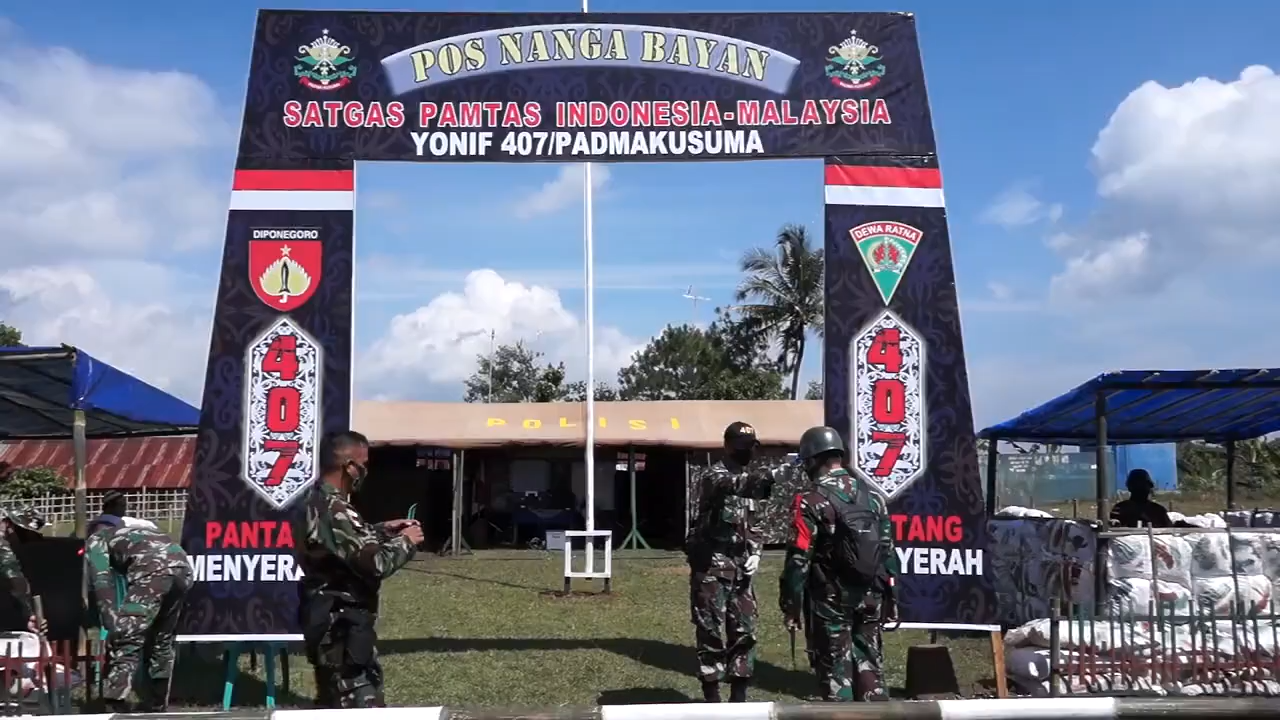 POS NANGA BAYAN
SATGAS PAMTAS INDONESIA-MALAYSIA
YONIF 407/PADMAKUSUMA
DIPONEGORO
DEWA RATNA
407
407
POLISI
407
PANTA
MENYERA
TANG
YERAH